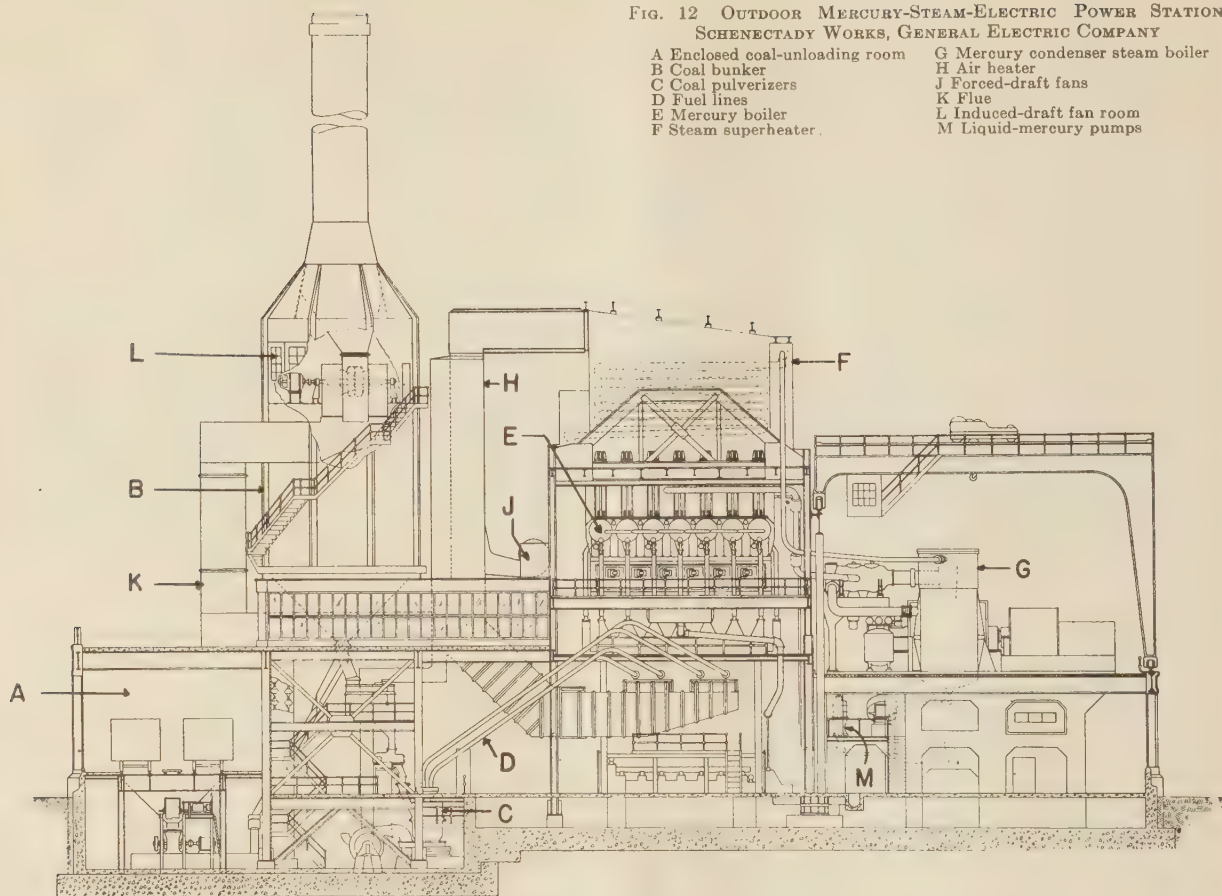 FIG. 12 OUTDOOR MERCURY-STEAM-ELECTRIC POWER STATION
SCHENECTADY WORKS, GENERAL ELECTRIC COMPANY
A Enclosed coal-unloading room
B Coal bunker
C Coal pulverizers
D Fuel lines
E Mercury boiler
F Steam superheater.
G Mercury condenser steam boiler
H Air heater
J Forced-draft fans
K Flue
L Induced-draft fan room
M Liquid-mercury pumps
L
H
F
E
B
J
K
G
A
D
M
C